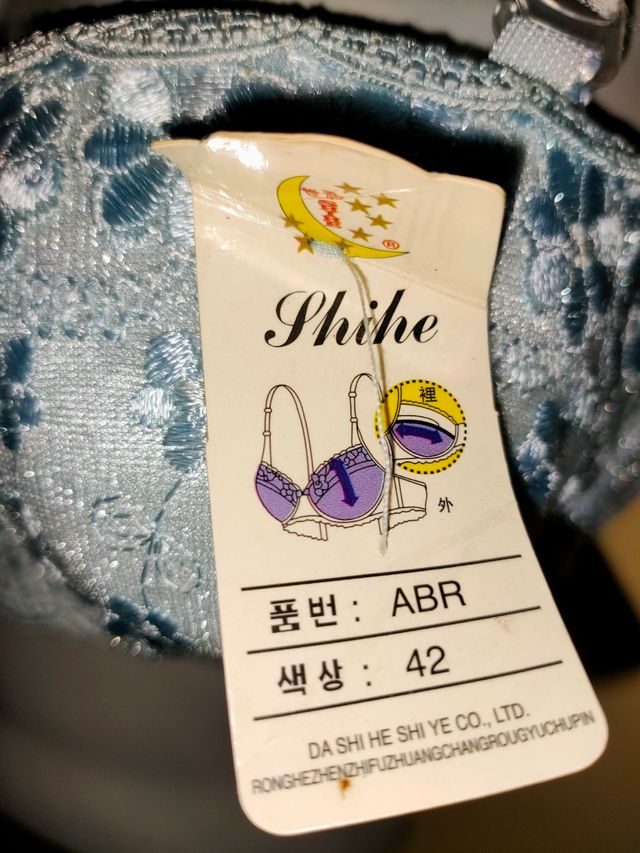 ®
Shihe
裡
外
품번 : ABR
색상 : 42
DA SHI HE SHI YE CO., LTD.
RONGHEZHENZHIFUZHUANGCHANGROUGYUCHUPIN